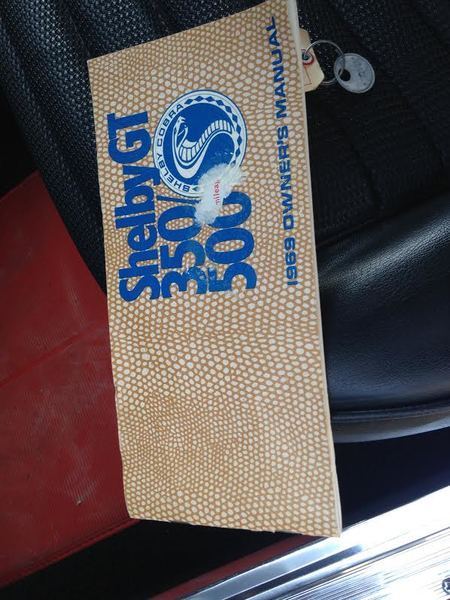 Shelby GT
350/
500
SHELBY COBRA
1969 OWNER'S MANUAL